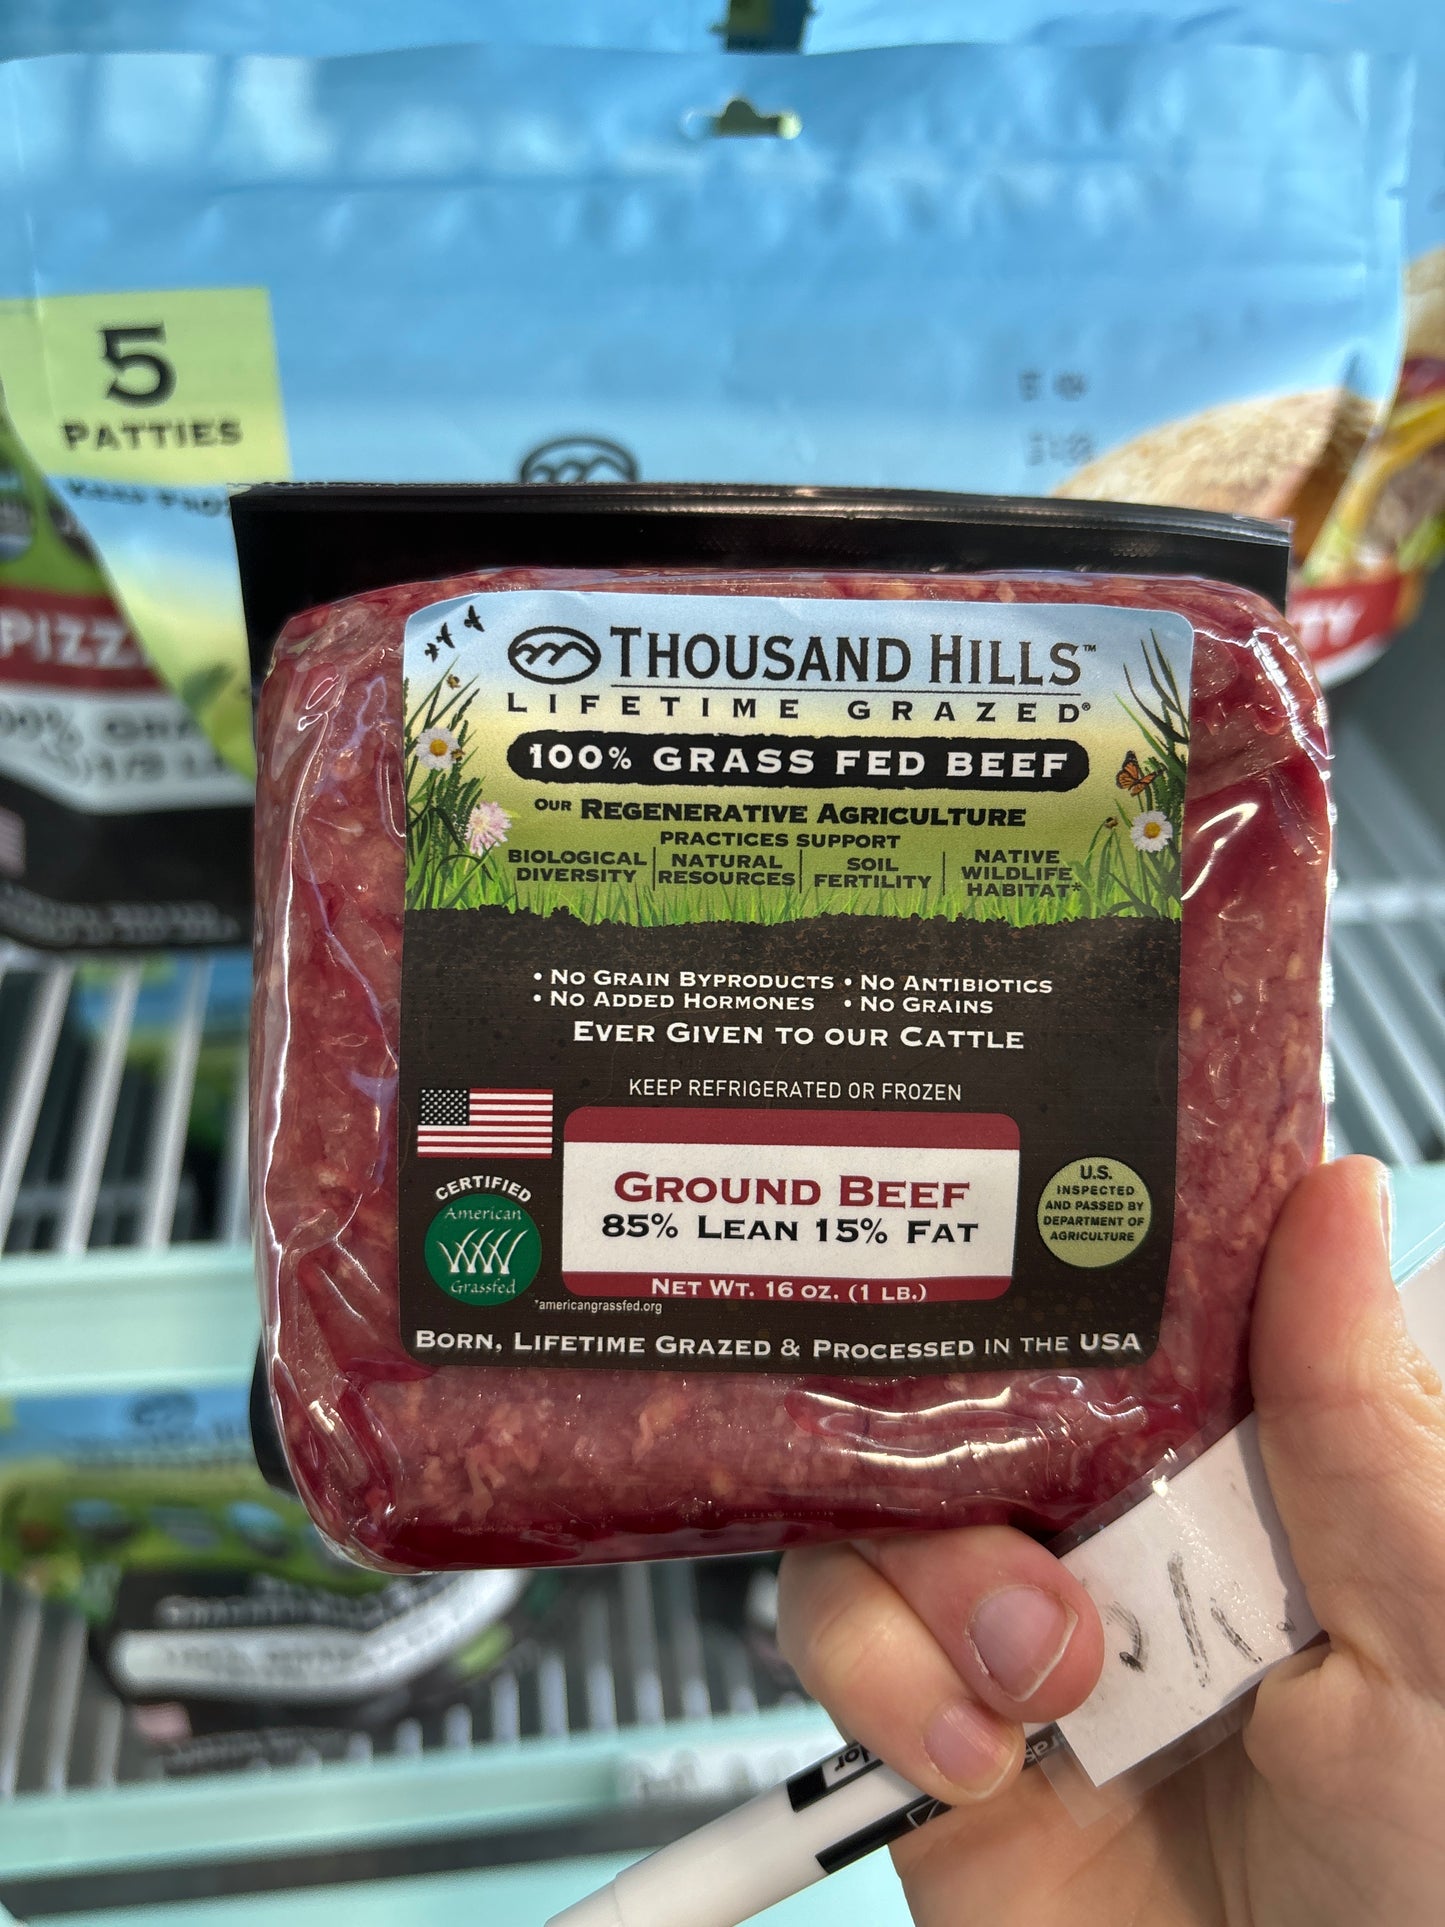 5
PATTIES
PIZZ
THOUSAND HILLS™
LIFETIME GRAZED®
100% GRASS FED BEEF
OUR REGENERATIVE AGRICULTURE
PRACTICES SUPPORT
BIOLOGICAL DIVERSITY
NATURAL RESOURCES
SOIL FERTILITY
NATIVE WILDLIFE HABITAT*
• NO GRAIN BYPRODUCTS • NO ANTIBIOTICS
• NO ADDED HORMONES • NO GRAINS
EVER GIVEN TO OUR CATTLE
KEEP REFRIGERATED OR FROZEN
GROUND BEEF
85% LEAN 15% FAT
NET WT. 16 OZ. (1 LB.)
CERTIFIED
American
Grassfed
*americangrassfed.org
U.S.
INSPECTED
AND PASSED BY
DEPARTMENT OF
AGRICULTURE
BORN, LIFETIME GRAZED & PROCESSED IN THE USA